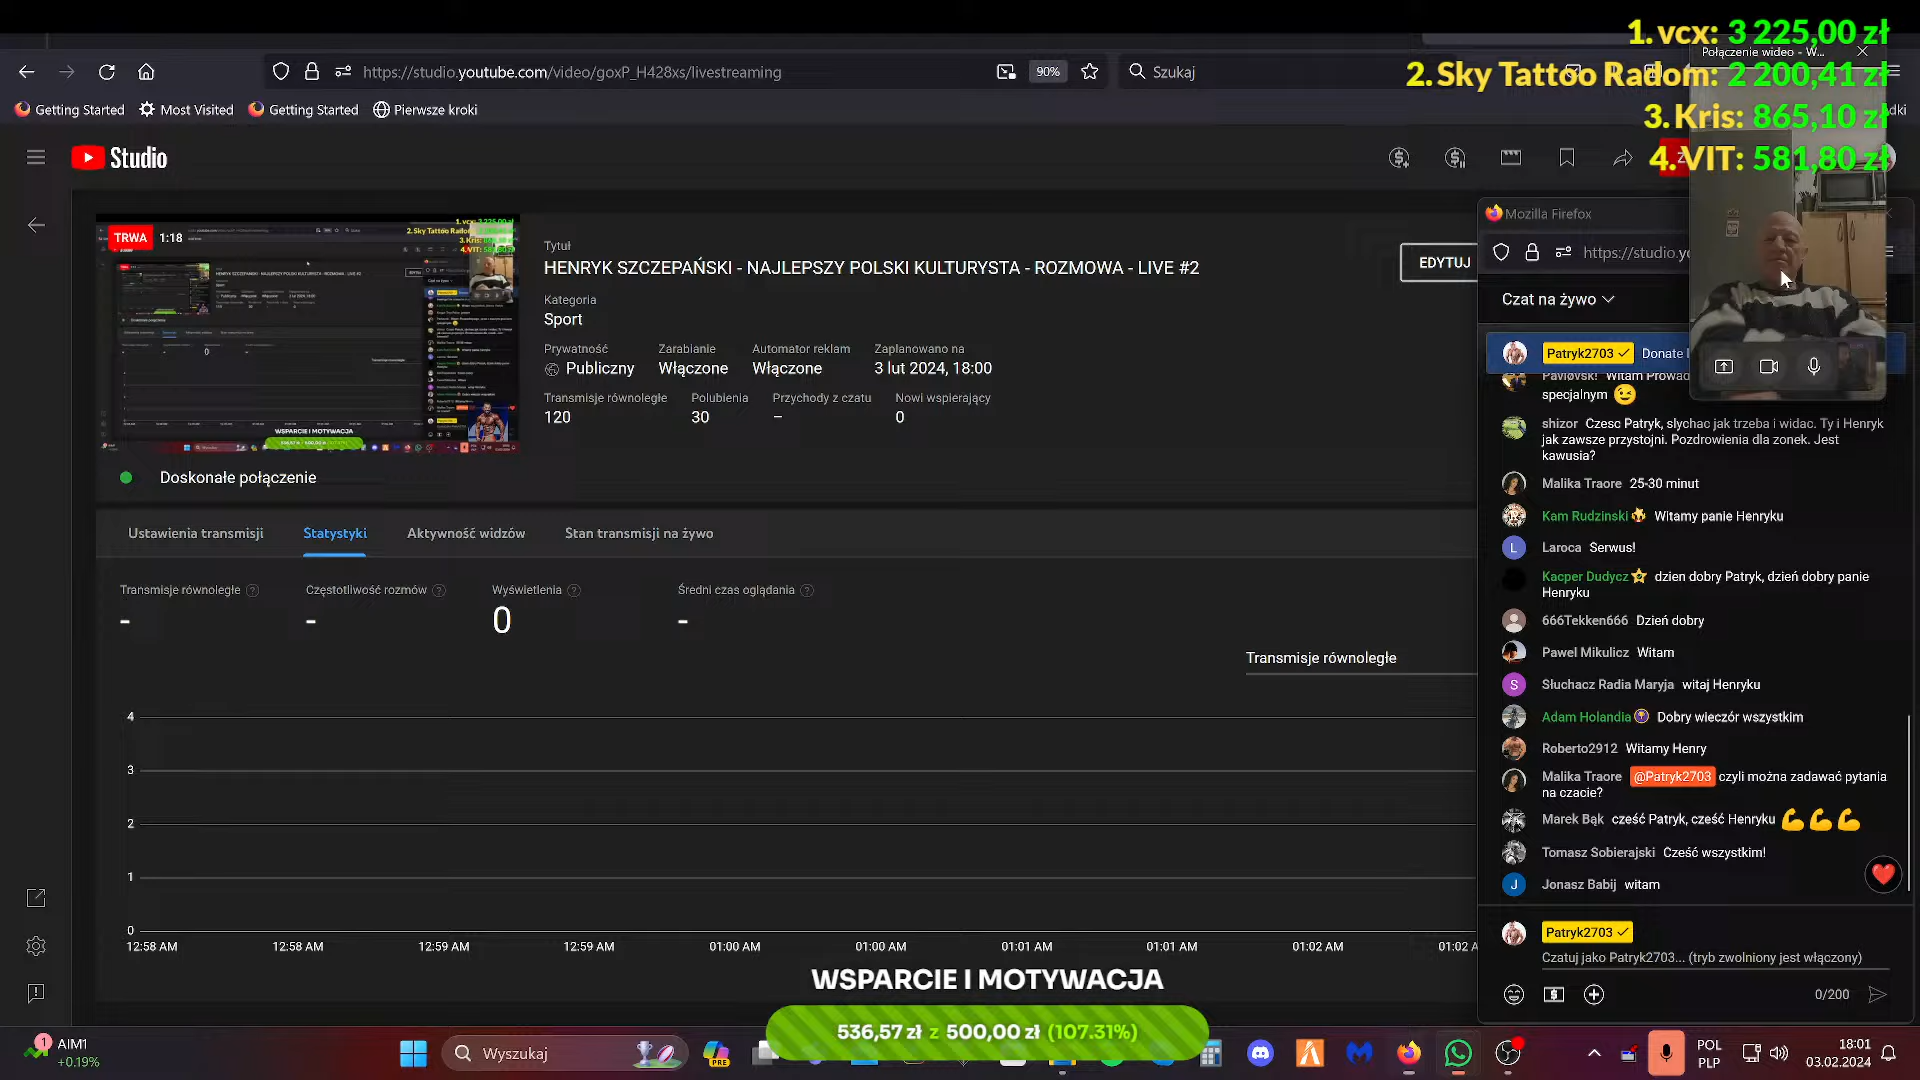 1. vcx: 3 225,00 zł
Połączenie wideo - W...
2. Sky Tattoo Radom: 2 200,41 zł
3. Kris: 865,10 zł
4. VIT: 581,80 zł
https://studio.youtube.com/video/goxP_H428xs/livestreaming
90%
Szukaj
Getting Started
Most Visited
Getting Started
Pierwsze kroki
Studio
TRWA 1:18
Tytuł
HENRYK SZCZEPAŃSKI - NAJLEPSZY POLSKI KULTURYSTA - ROZMOWA - LIVE #2
EDYTUJ
Kategoria
Sport
Prywatność
Publiczny
Zarabianie
Włączone
Automator reklam
Włączone
Zaplanowano na
3 lut 2024, 18:00
Transmisje równoległe
120
Polubienia
30
Przychody z czatu
–
Nowi wspierający
0
Doskonałe połączenie
Ustawienia transmisji
Statystyki
Aktywność widzów
Stan transmisji na żywo
Transmisje równoległe
-
Częstotliwość rozmów
-
Wyświetlenia
0
Średni czas oglądania
-
Transmisje równoległe
4
3
2
1
0
12:58 AM 12:58 AM 12:59 AM 12:59 AM 01:00 AM 01:00 AM 01:01 AM 01:01 AM 01:02 AM 01:02 A
Mozilla Firefox
https://studio.yo
Czat na żywo
Patryk2703 Donate
Pavløvsk! Witam Prowad
specjalnym 😉
shizor Czesc Patryk, slychac jak trzeba i widac. Ty i Henryk
jak zawsze przystojni. Pozdrowienia dla zonek. Jest
kawusia?
Malika Traore 25-30 minut
Kam Rudzinski Witamy panie Henryku
L Laroca Serwus!
Kacper Dudycz dzien dobry Patryk, dzień dobry panie
Henryku
666Tekken666 Dzień dobry
Pawel Mikulicz Witam
S Słuchacz Radia Maryja witaj Henryku
Adam Holandia Dobry wieczór wszystkim
Roberto2912 Witamy Henry
Malika Traore @Patryk2703 czyli można zadawać pytania
na czacie?
Marek Bąk cześć Patryk, cześć Henryku 💪💪💪
Tomasz Sobierajski Cześć wszystkim!
J Jonasz Babij witam
Patryk2703
Czatuj jako Patryk2703... (tryb zwolniony jest włączony)
0/200
WSPARCIE I MOTYWACJA
536,57 zł z 500,00 zł (107.31%)
1
AIM1
+0.19%
Wyszukaj
PRE
POL
PLP
18:01
03.02.2024